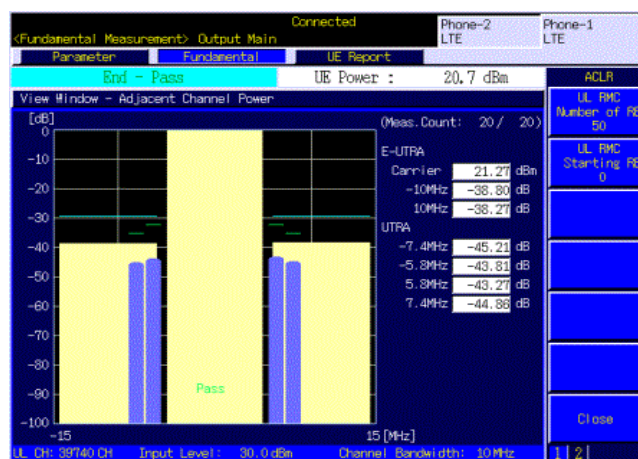 Connected
Phone-2
LTE
Phone-1
LTE
<Fundamental Measurement> Output Main
Parameter
Fundamental
UE Report
End - Pass
UE Power :
20.7 dBm
ACLR
View Window - Adjacent Channel Power
UL RMC
Number of RB
50
[dB]
(Meas.Count: 20/ 20)
0
-10
-20
-30
-40
-50
-60
-70
-80
-90
-100
E-UTRA
Carrier 21.27 dBm
-10MHz -38.80 dB
10MHz -38.27 dB
UTRA
-7.4MHz -45.21 dB
-5.8MHz -43.81 dB
5.8MHz -43.27 dB
7.4MHz -44.86 dB
UL RMC
Starting RB
0
Pass
-15
15 [MHz]
Close
UL CH: 39740 CH
Input Level: 30.0 dBm
Channel Bandwidth: 10 MHz
1 2